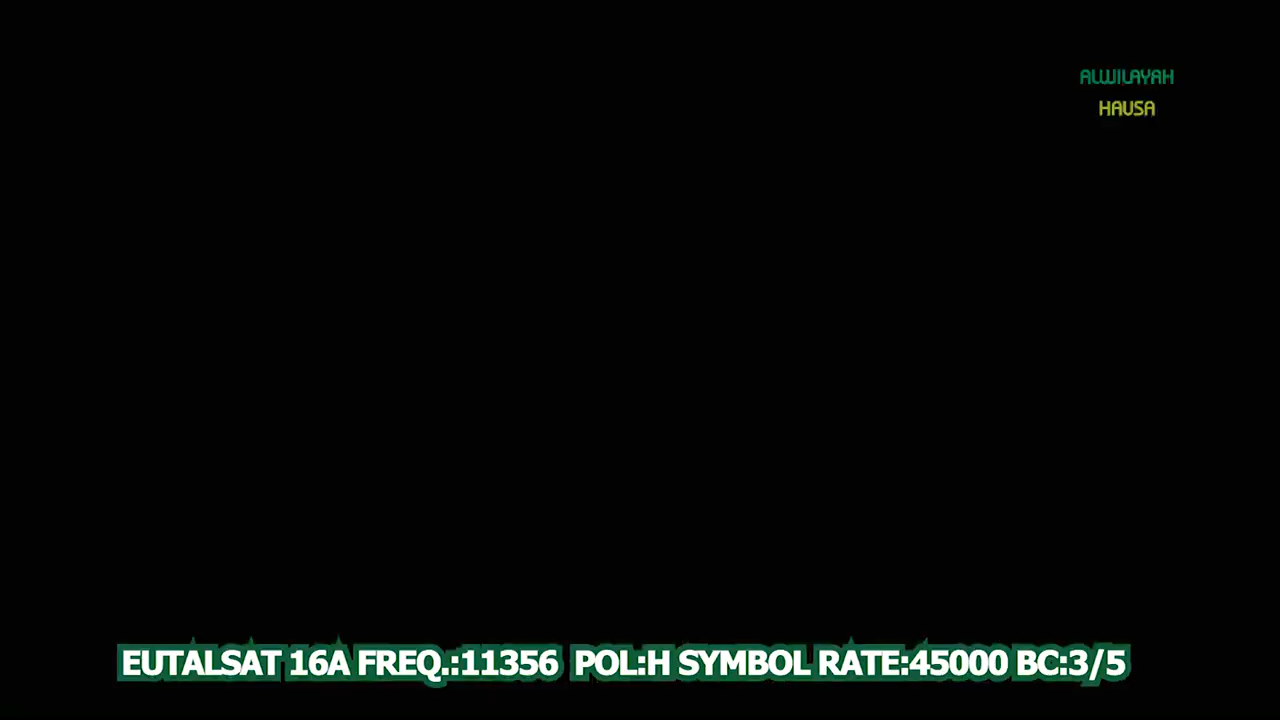 ALWILAYAH
HAUSA
EUTALSAT 16A FREQ.:11356 POL:H SYMBOL RATE:45000 BC:3/5